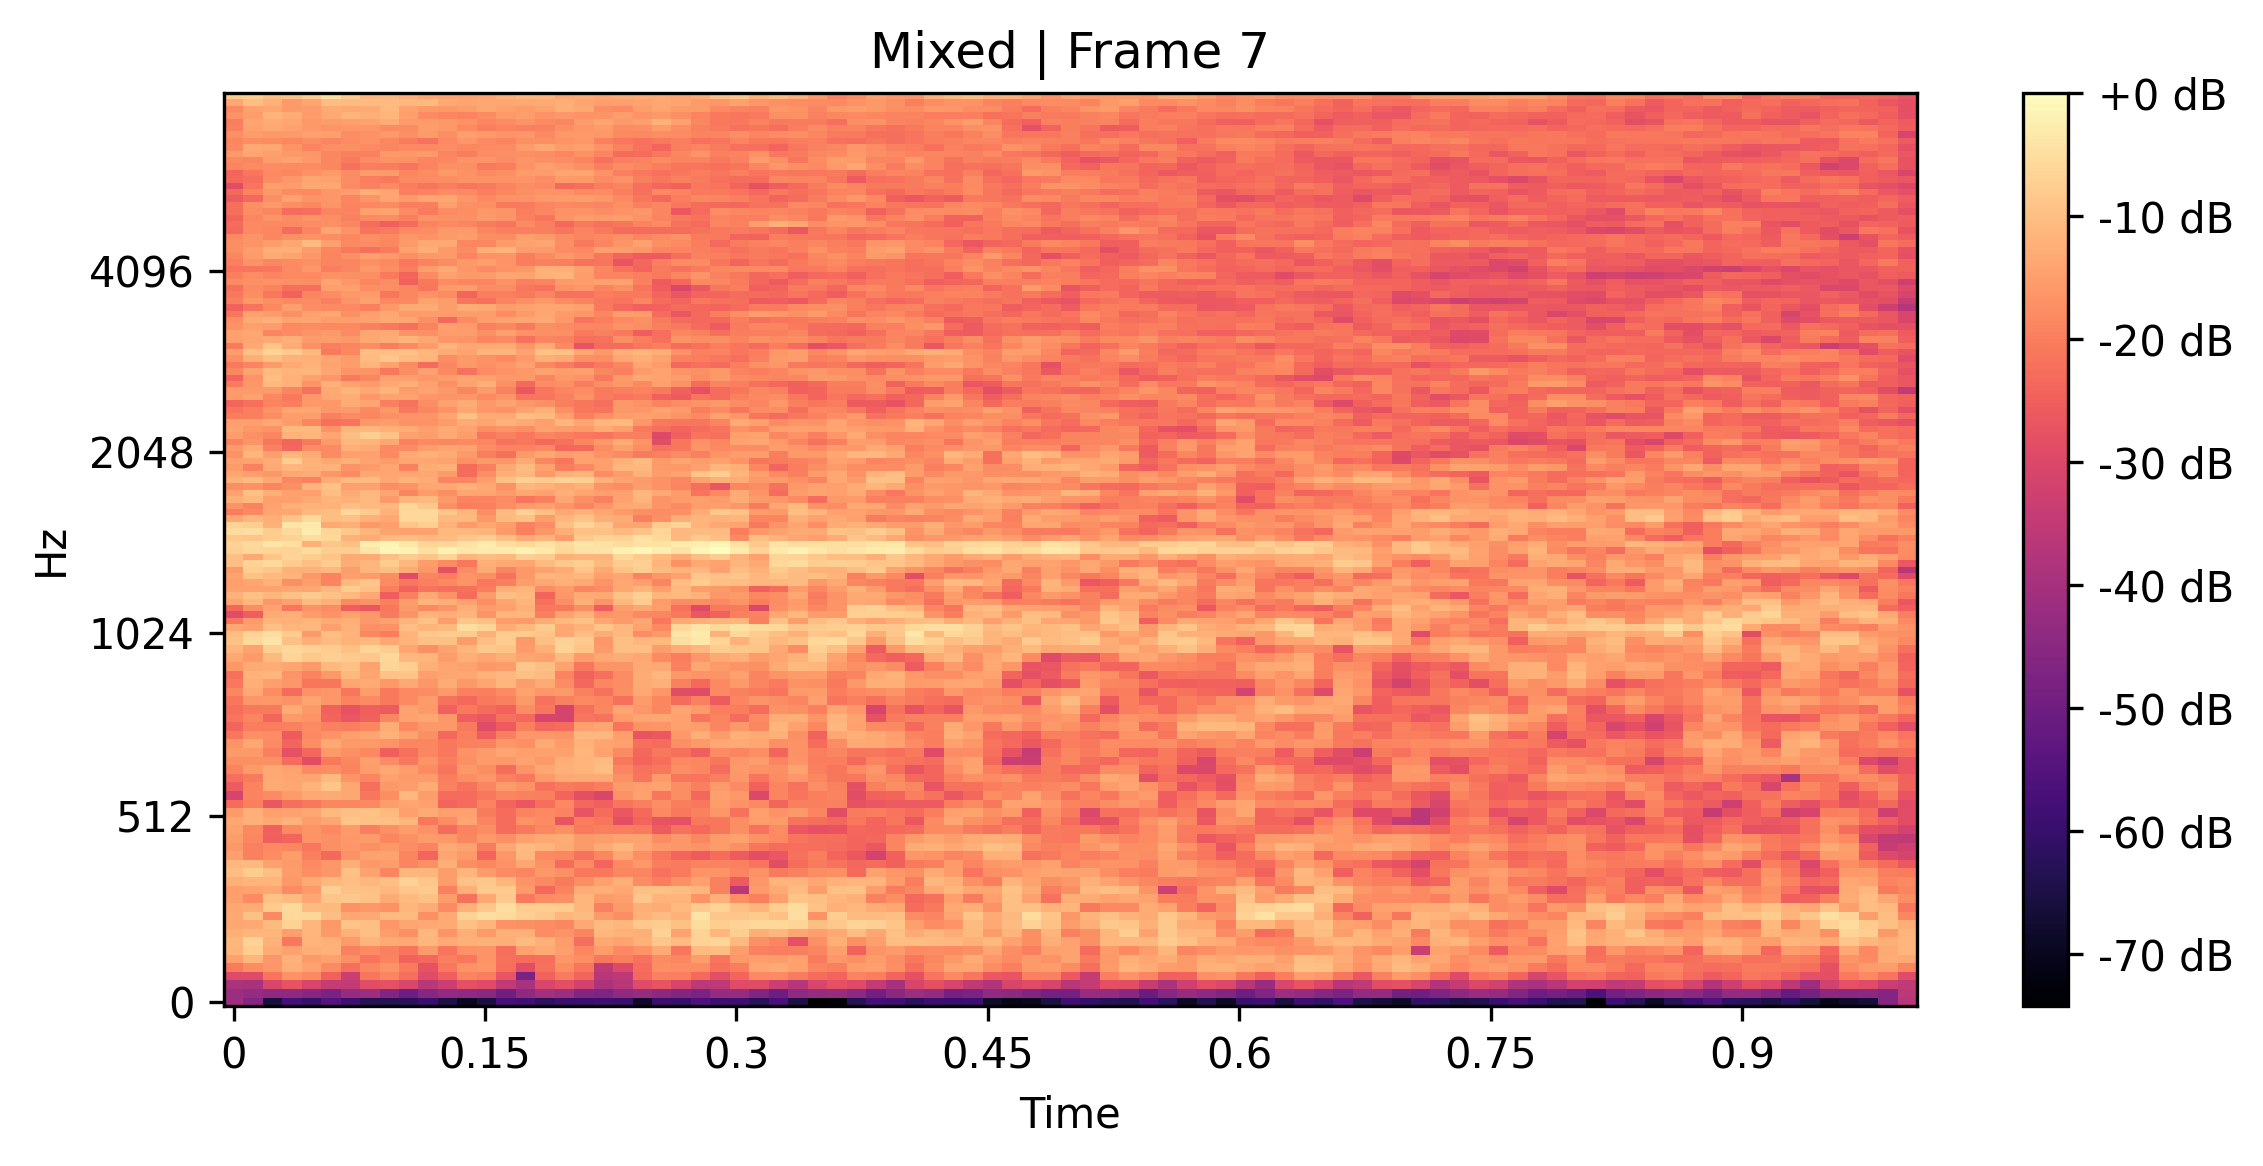 Mixed | Frame 7
+0 dB
-10 dB
-20 dB
-30 dB
-40 dB
-50 dB
-60 dB
-70 dB
Hz
4096
2048
1024
512
0
0 0.15 0.3 0.45 0.6 0.75 0.9
Time